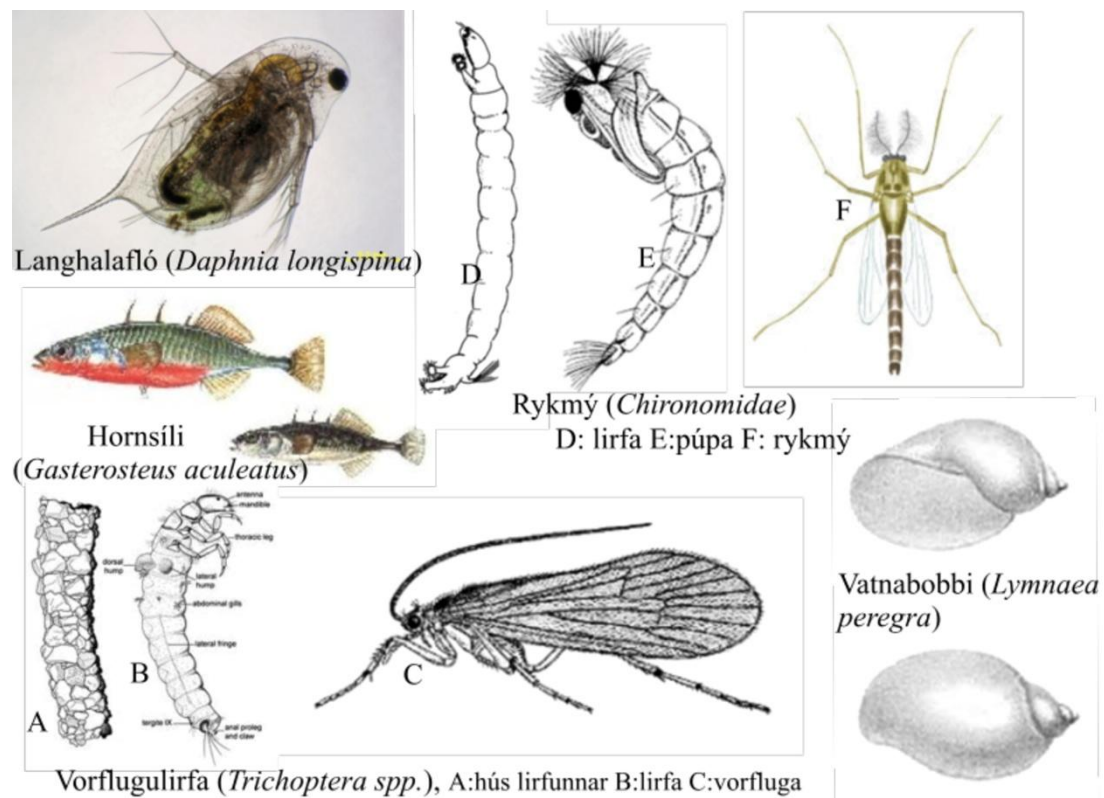 Langhalafló (Daphnia longispina)
D
E
F
Rykmý (Chironomidae)
D: lirfa E:púpa F: rykmý
Hornsíli
(Gasterosteus aculeatus)
antenna
mandible
thoracic leg
dorsal
hump
lateral
hump
abdominal gills
lateral fringe
tergite IX
anal proleg
and claw
A
B
C
Vorflugulirfa (Trichoptera spp.), A:hús lirfunnar B:lirfa C:vorfluga
Vatnabobbi (Lymnaea
peregra)